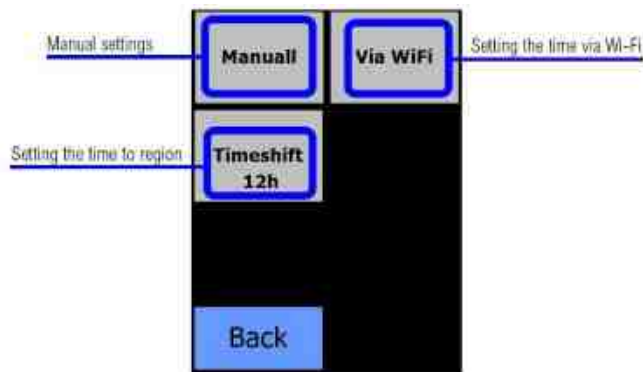 Manual settings
Manuall
Via WiFi
Setting the time via Wi-Fi
Setting the time to region
Timeshift
12h
Back